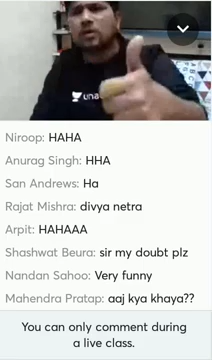 una
Niroop: HAHA
Anurag Singh: HHA
San Andrews: Ha
Rajat Mishra: divya netra
Arpit: HAHAAA
Shashwat Beura: sir my doubt plz
Nandan Sahoo: Very funny
Mahendra Pratap: aaj kya khaya??
You can only comment during
a live class.